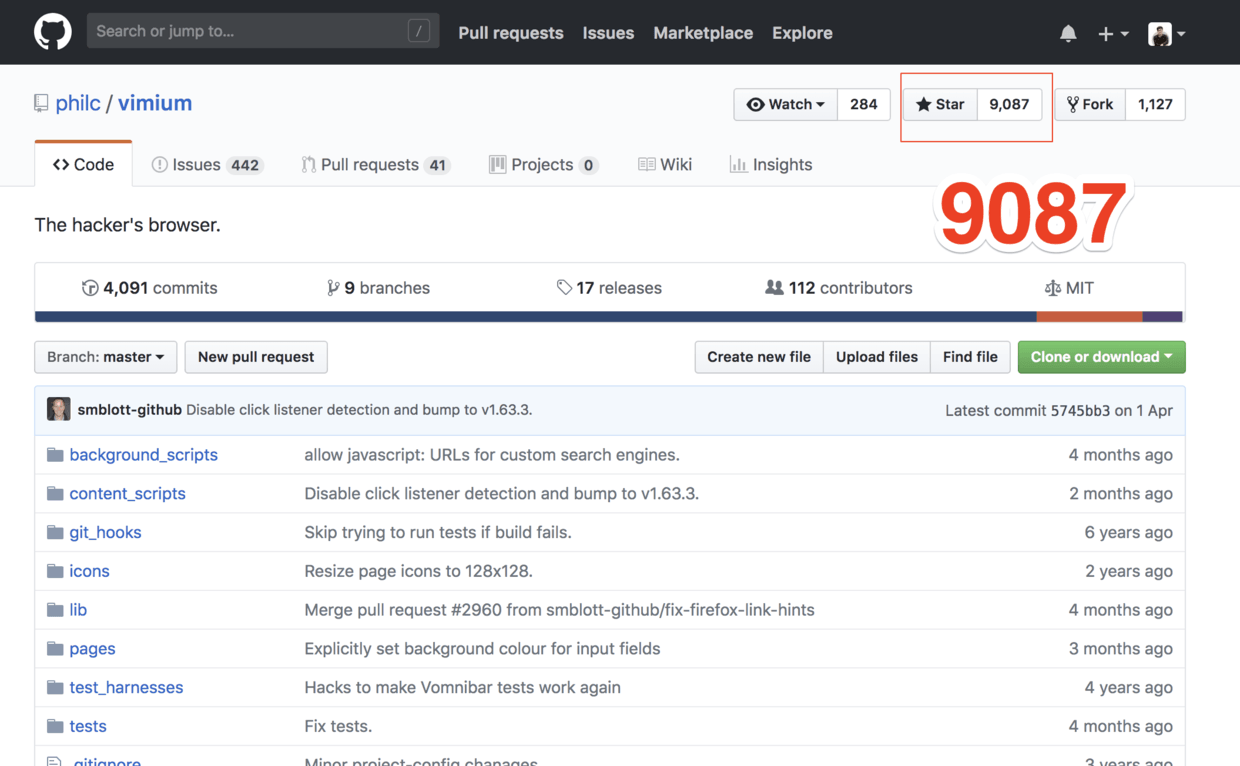 Search or jump to... /
Pull requests Issues Marketplace Explore
philc / vimium
Watch 284 Star 9,087 Fork 1,127
Code Issues 442 Pull requests 41 Projects 0 Wiki Insights
9087
The hacker's browser.
4,091 commits 9 branches 17 releases 112 contributors MIT
Branch: master New pull request Create new file Upload files Find file Clone or download
smblott-github Disable click listener detection and bump to v1.63.3. Latest commit 5745bb3 on 1 Apr
background_scripts allow javascript: URLs for custom search engines. 4 months ago
content_scripts Disable click listener detection and bump to v1.63.3. 2 months ago
git_hooks Skip trying to run tests if build fails. 6 years ago
icons Resize page icons to 128x128. 2 years ago
lib Merge pull request #2960 from smblott-github/fix-firefox-link-hints 4 months ago
pages Explicitly set background colour for input fields 3 months ago
test_harnesses Hacks to make Vomnibar tests work again 4 years ago
tests Fix tests. 4 months ago
.gitignore Minor project-config chanages. 3 years ago